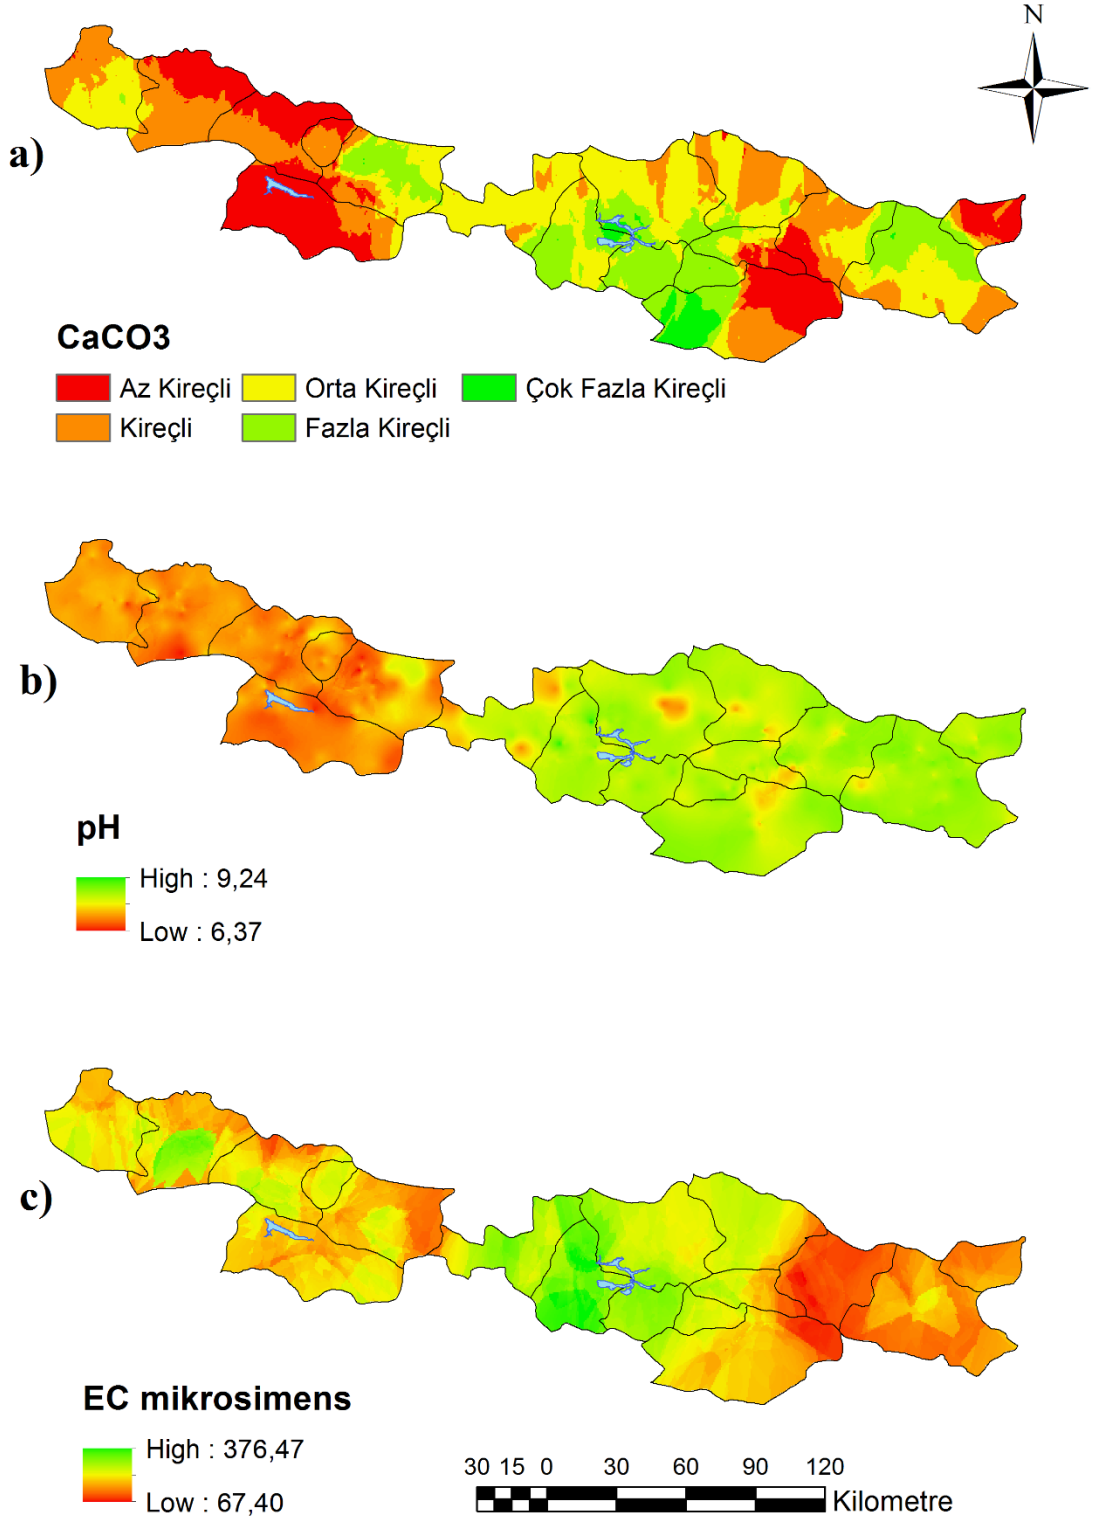 N
a)
CaCO3
Az Kireçli
Orta Kireçli
Çok Fazla Kireçli
Kireçli
Fazla Kireçli
b)
pH
High : 9,24
Low : 6,37
c)
EC mikrosimens
High : 376,47
Low : 67,40
30 15 0 30 60 90 120
Kilometre